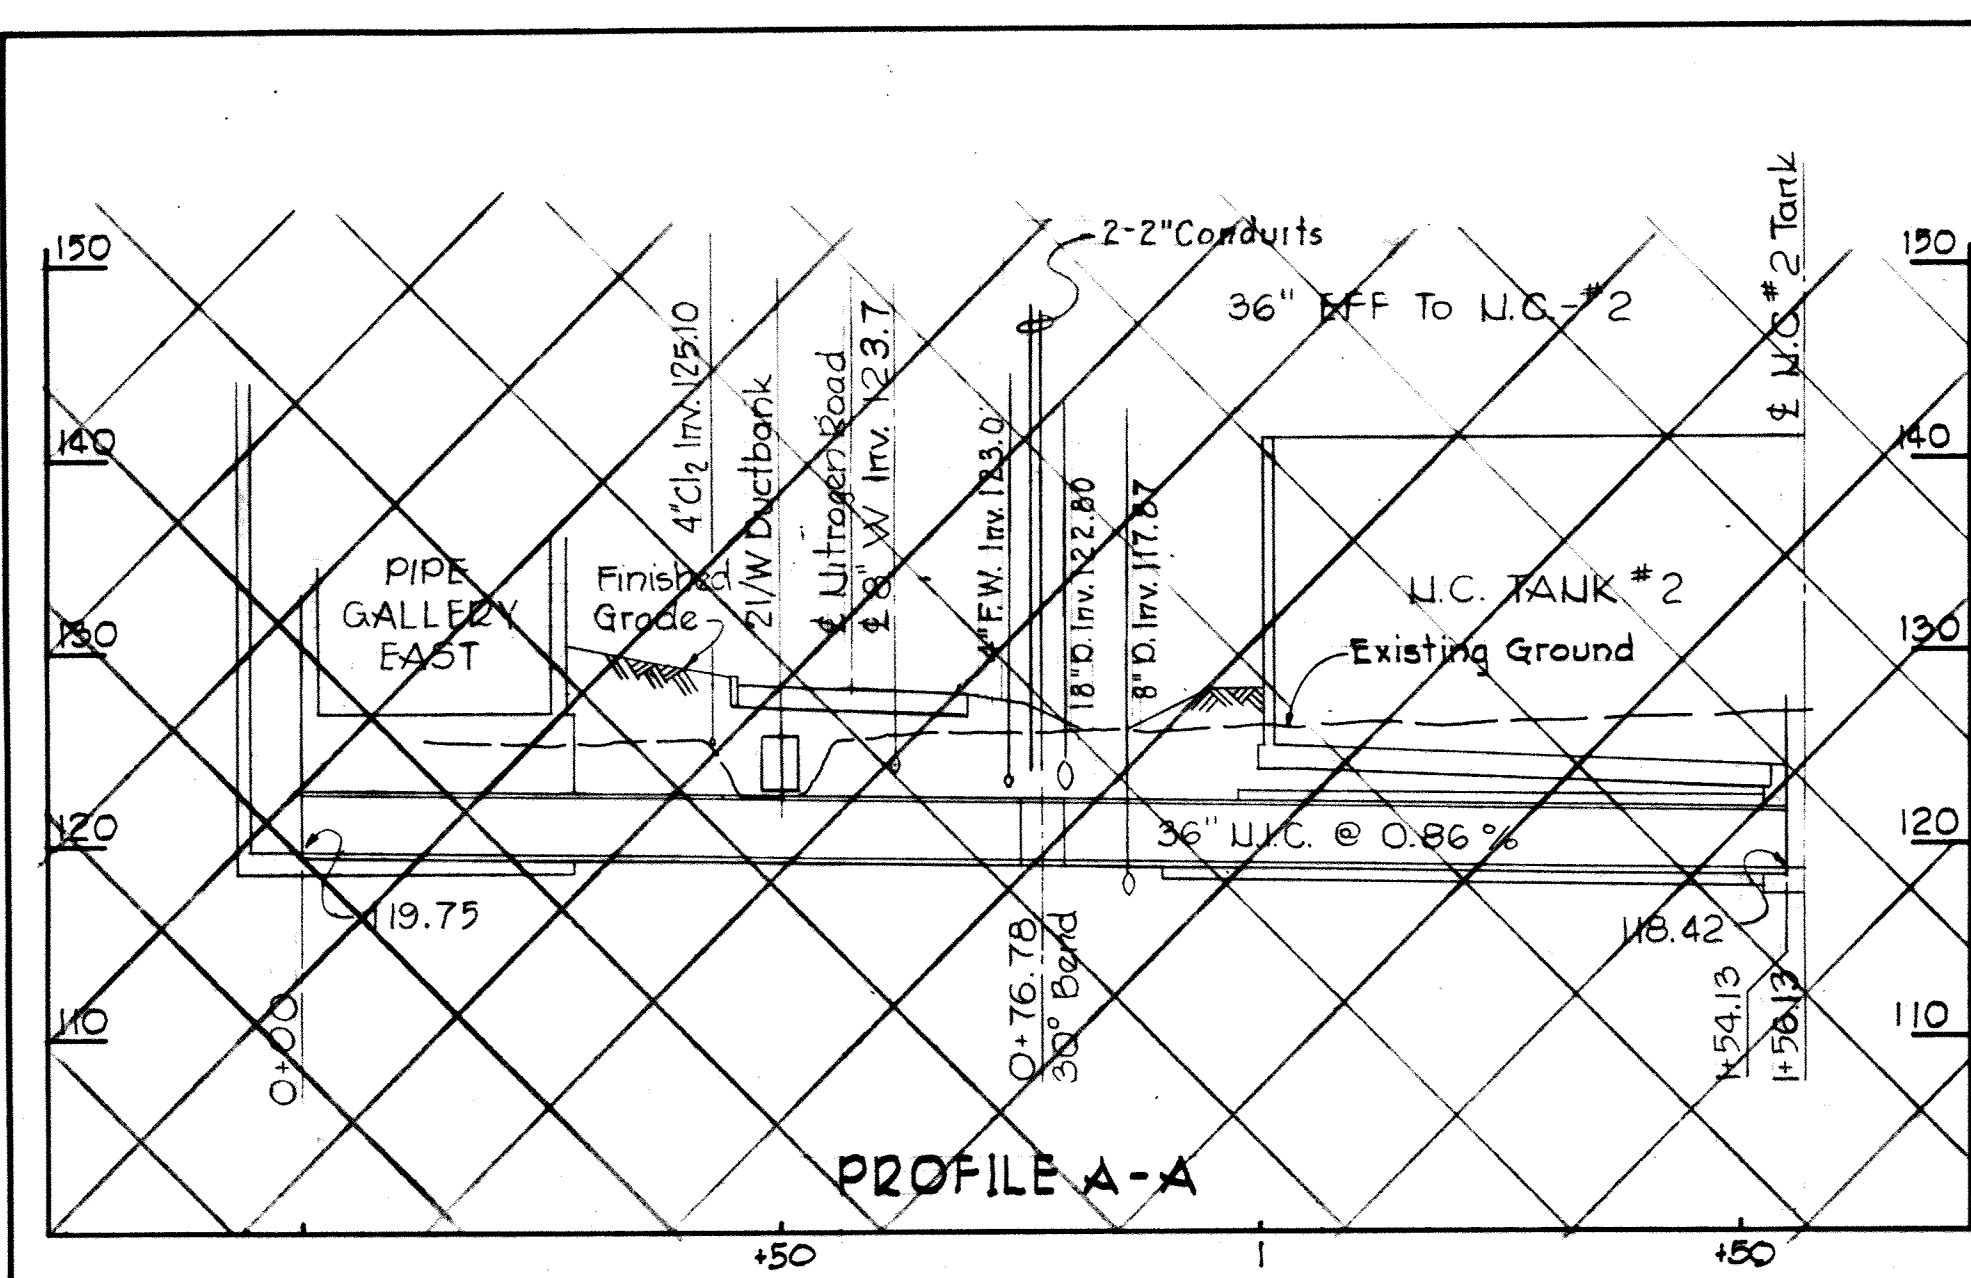 2-2"Conduits
36" EFF TO N.C.-#2
℄ N.C.#2 Tank
150
150
140
140
130
130
120
120
110
110
4"Cl2 Inv. 125.10
21/W Ductbank
℄ Nitrogen Road
℄ 8" W Inv. 123.7
4"F.W. Inv. 123.0
18"D. Inv. 122.80
8"D. Inv. 117.87
PIPE
GALLERY
EAST
Finished
Grade
N.C. TANK #2
Existing Ground
36" N.I.C. @ 0.86 %
119.75
118.42
0+00
0+76.78
30° Bend
1+54.13
1+56.13
PROFILE A-A
+50
1
+50